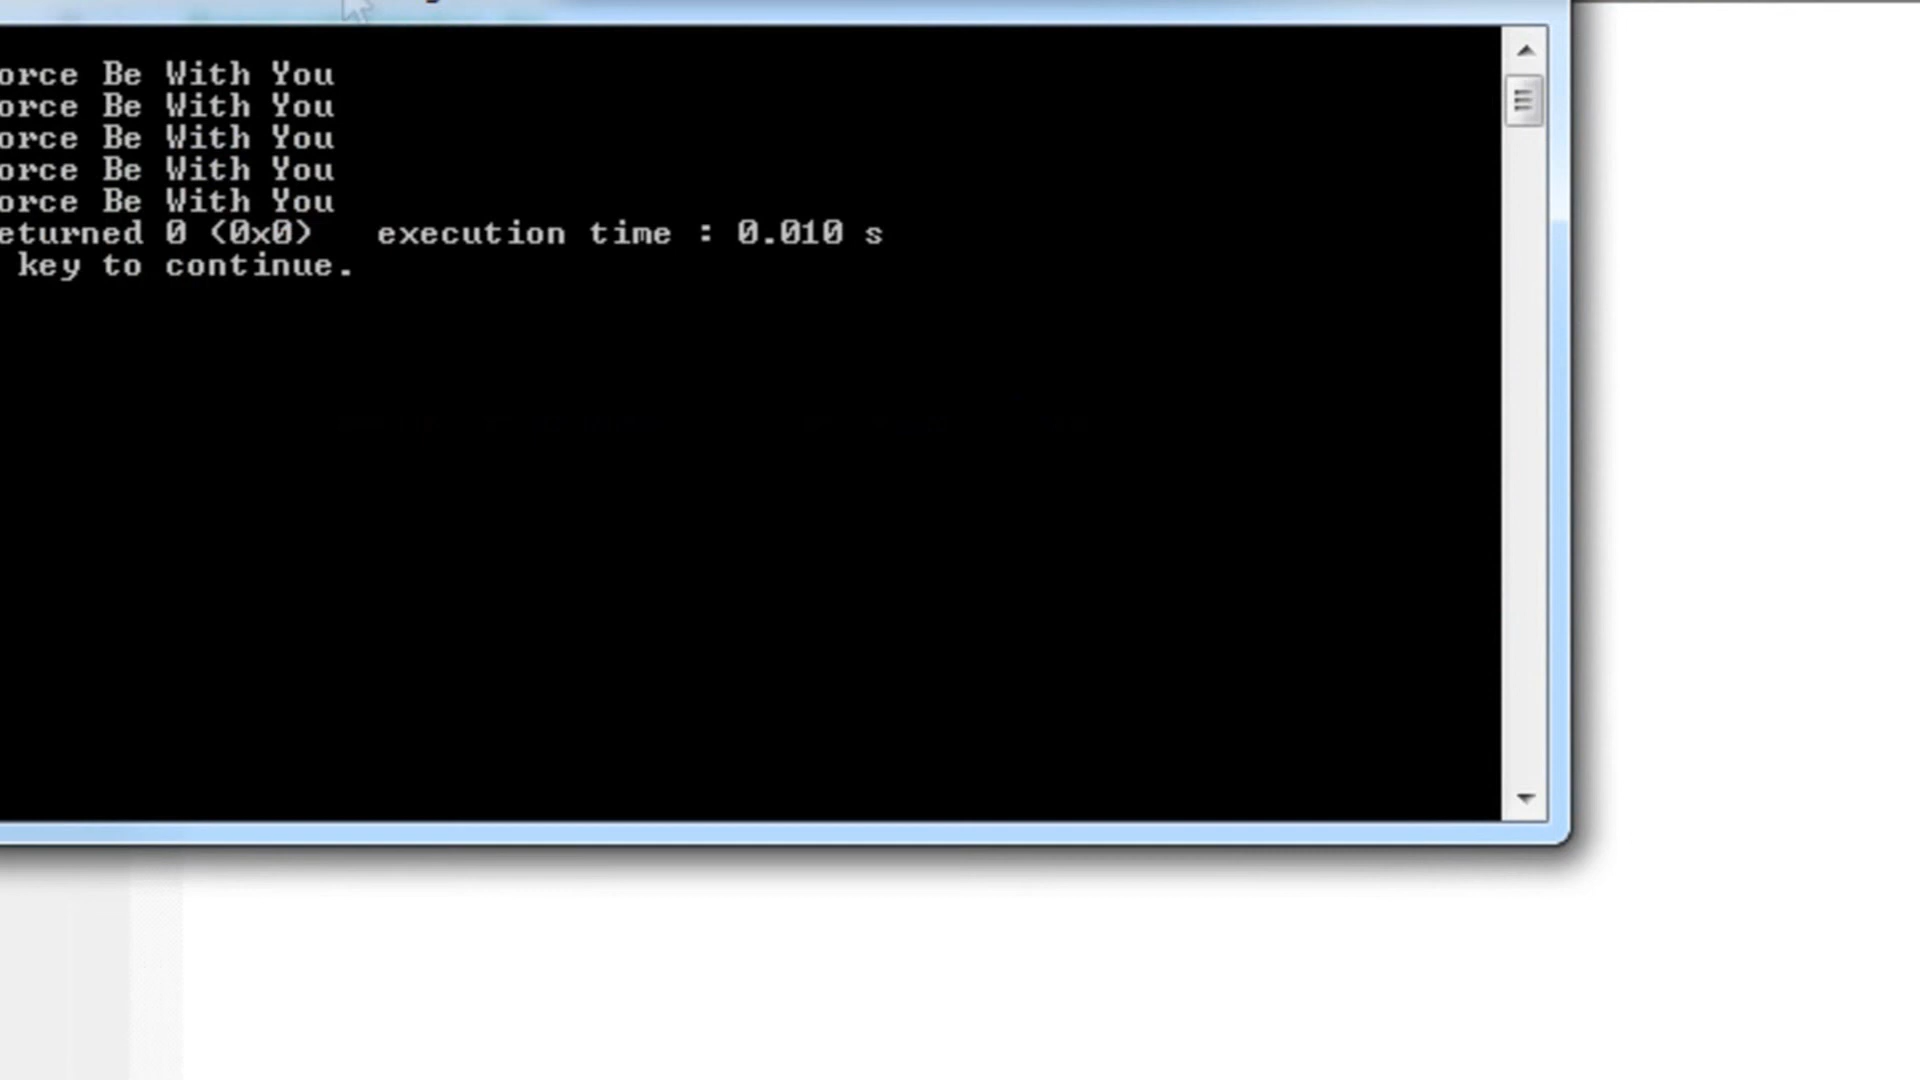 orce Be With You
orce Be With You
orce Be With You
orce Be With You
orce Be With You
eturned 0 (0x0)   execution time : 0.010 s
key to continue.